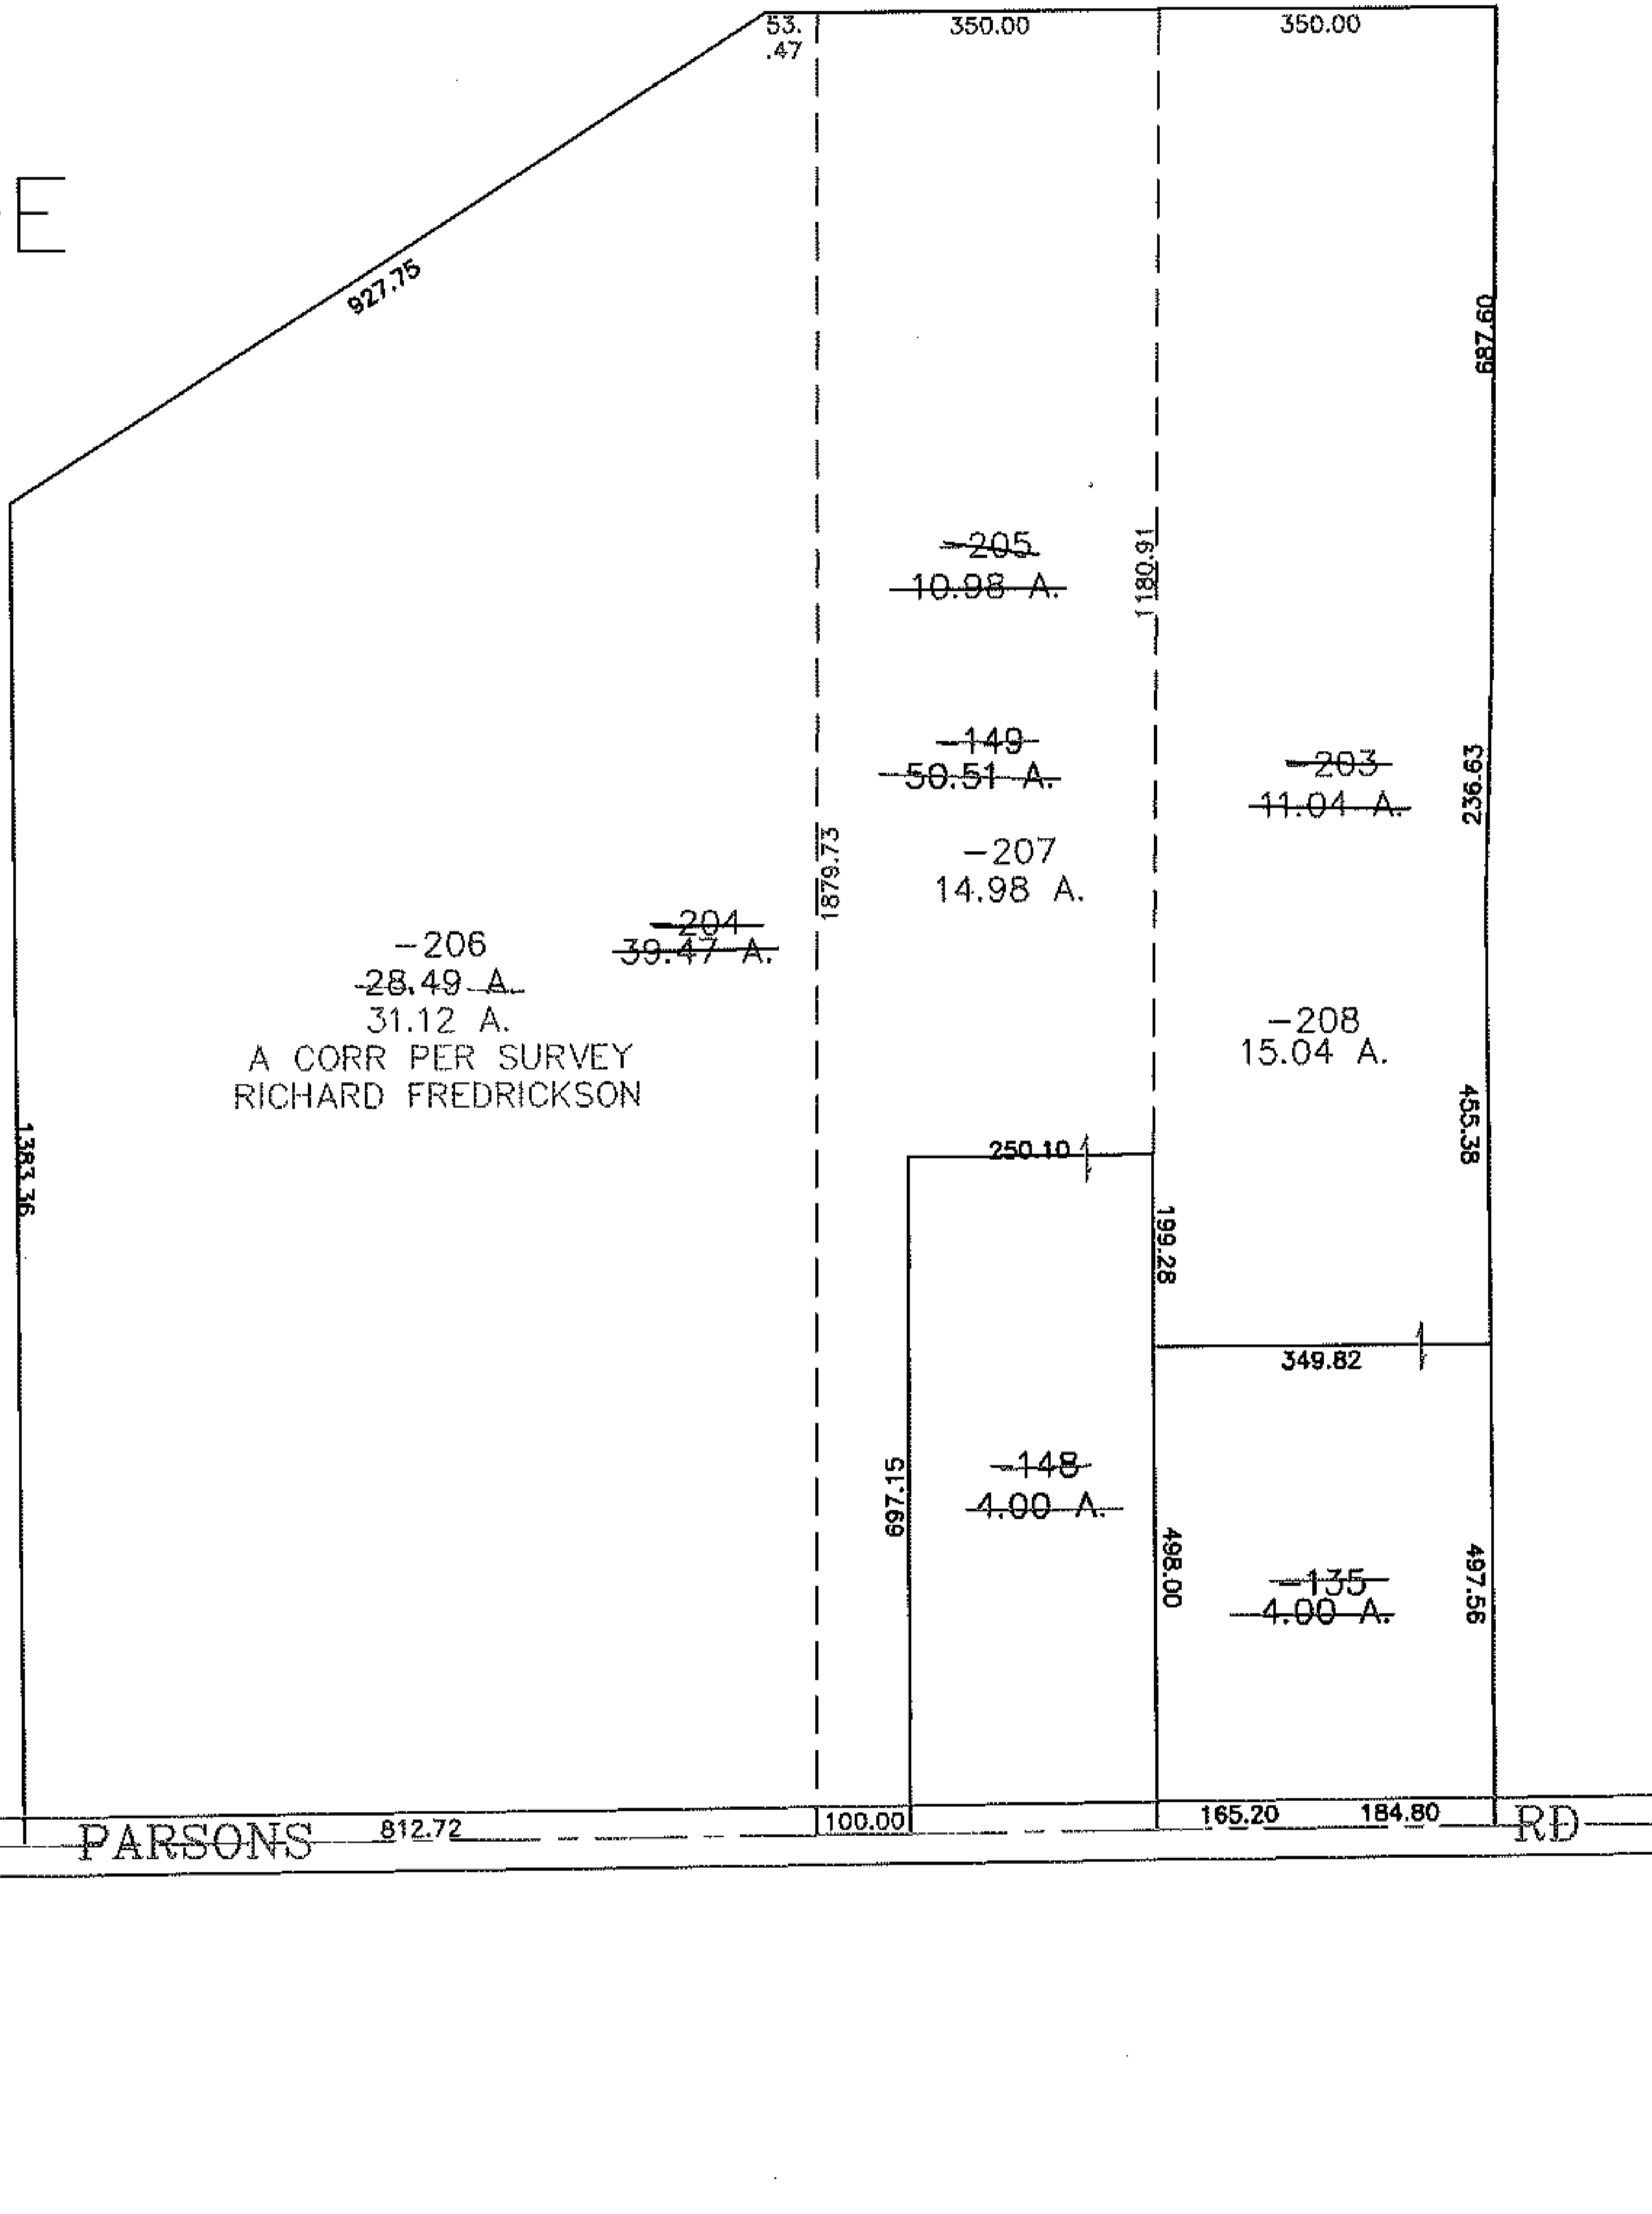 53.
.47
350.00
350.00
E
927.75
687.60
-205
10.98 A.
1180.91
-149
50.51 A.
-203
11.04 A.
236.63
-207
14.98 A.
1879.73
-204
39.47 A.
-206
28.49 A.
31.12 A.
A CORR PER SURVEY
RICHARD FREDRICKSON
-208
15.04 A.
455.38
1383.36
250.10
199.28
349.82
-148
4.00 A.
697.15
498.00
-135
4.00 A.
497.56
PARSONS 812.72 100.00 165.20 184.80 RD